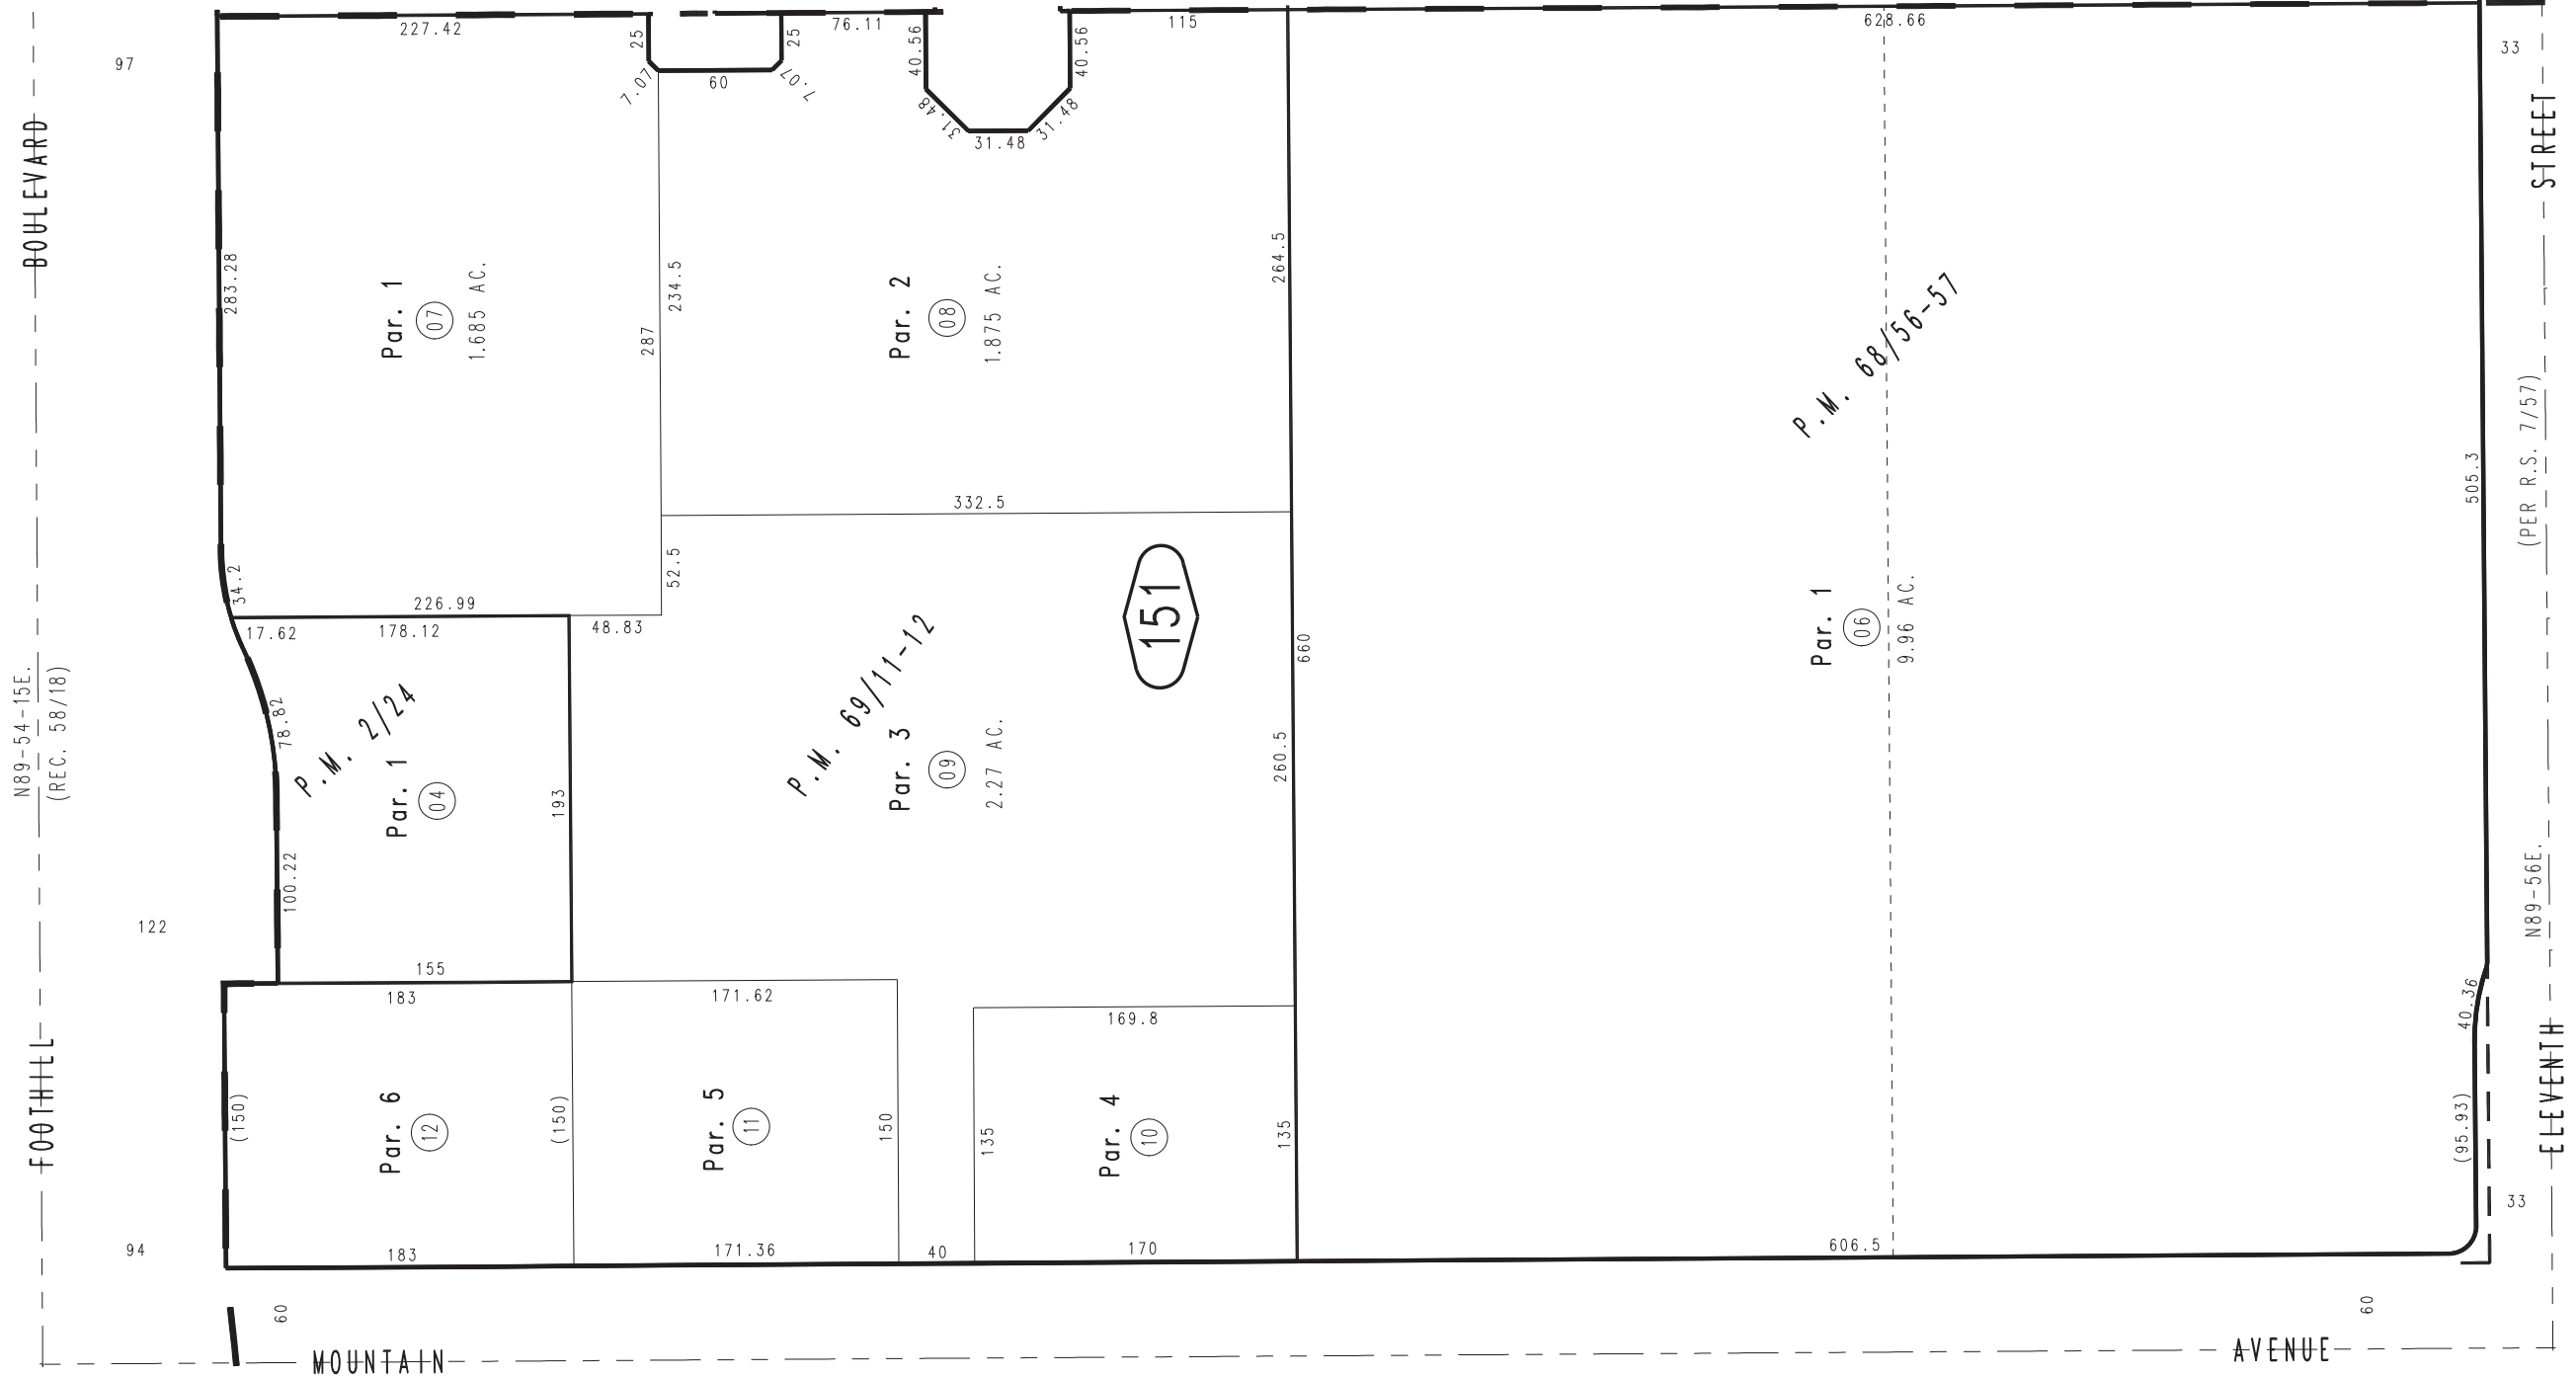 227.42
25
25
76.11
40.56
40.56
115
628.66
33
97
7.07
60
7.07
31.48
31.48
31.48
BOULEVARD
STREET
283.28
Par. 1
07
1.685 AC.
287
234.5
Par. 2
08
1.875 AC.
264.5
P.M. 68/56-57
505.3
(PER R.S. 7/57)
332.5
52.5
34.2
226.99
17.62
178.12
48.83
151
660
Par. 1
06
9.96 AC.
N89-54-15E.
(REC. 58/18)
78.82
P.M. 2/24
Par. 1
04
193
P.M. 69/11-12
Par. 3
09
2.27 AC.
260.5
100.22
122
N89-56E.
155
183
171.62
169.8
40.36
FOOTHILL
(150)
Par. 6
12
(150)
Par. 5
11
150
135
Par. 4
10
135
(95.93)
ELEVENTH
33
94
183
171.36
40
170
606.5
60
60
MOUNTAIN
AVENUE